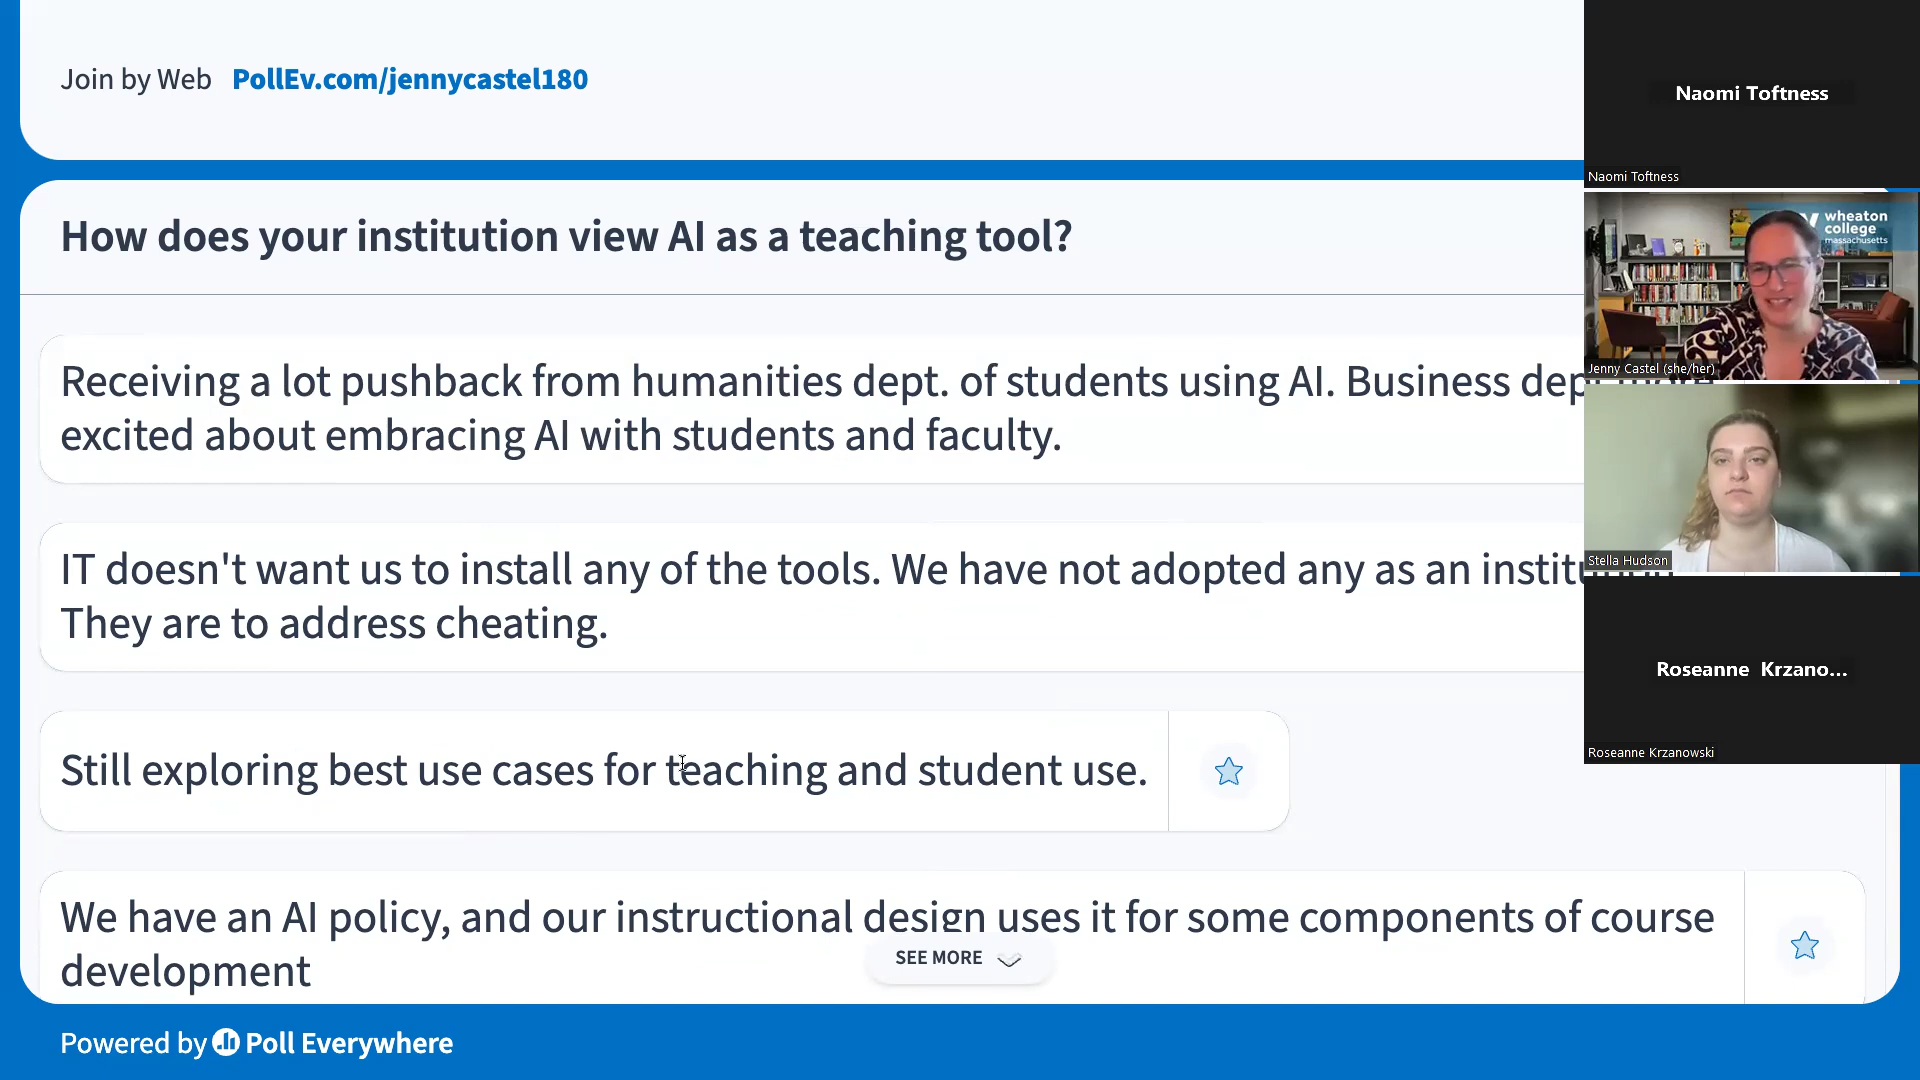 Join by Web PollEv.com/jennycastel180
How does your institution view AI as a teaching tool?
Receiving a lot pushback from humanities dept. of students using AI. Business
excited about embracing AI with students and faculty.
IT doesn't want us to install any of the tools. We have not adopted any as an
They are to address cheating.
Still exploring best use cases for teaching and student use.
We have an AI policy, and our instructional design uses it for some components of course
development
SEE MORE
Powered by Poll Everywhere
Naomi Toftness
Naomi Toftness
wheaton
college
massachusetts
Jenny Castel (she/her)
Stella Hudson
Roseanne Krzano...
Roseanne Krzanowski